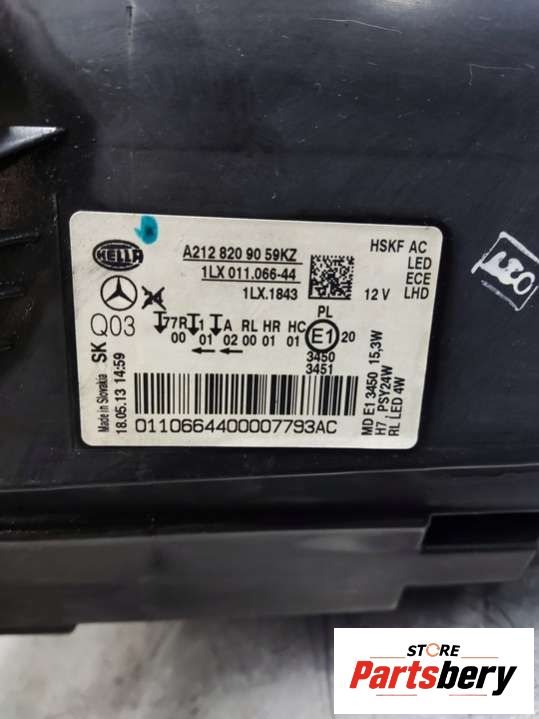 HELLA
A212 820 90 59KZ
1LX 011.066-44
1LX.1843
HSKF AC
LED
ECE
12 V LHD
Q03
77R 1 A RL HR HC PL
00 01 02 00 01 01 E1 20
3450
3451
SK
Made in Slovakia
18.05.13 14:59
0110664400007793AC
MD E1 3450 15,3W
H7, PSY24W
RL LED 4W
STORE
Partsbery